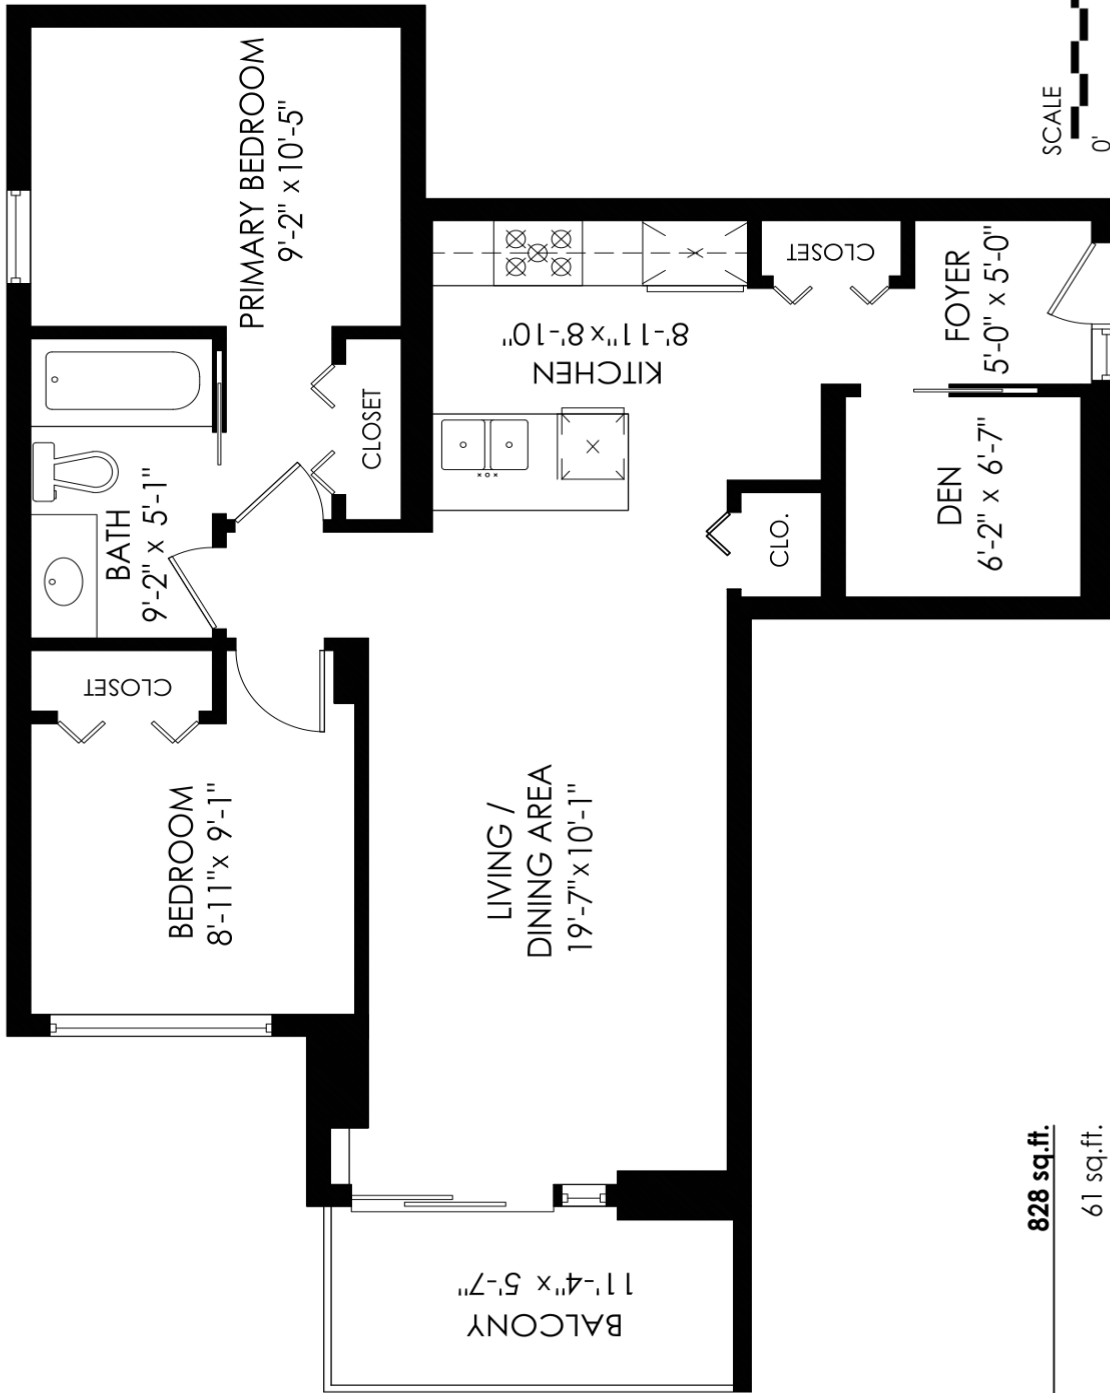 PRIMARY BEDROOM
9'-2" x 10'-5"
SCALE
0'
CLOSET
FOYER
5'-0" x 5'-0"
KITCHEN
8'-11"x 8'-10"
CLOSET
BATH
9'-2" x 5'-1"
DEN
6'-2" x 6'-7"
CLO.
CLOSET
BEDROOM
8'-11"x 9'-1"
LIVING /
DINING AREA
19'-7"x 10'-1"
BALCONY
11'-4"x 5'-7"
828 sq.ft.
61 sq.ft.